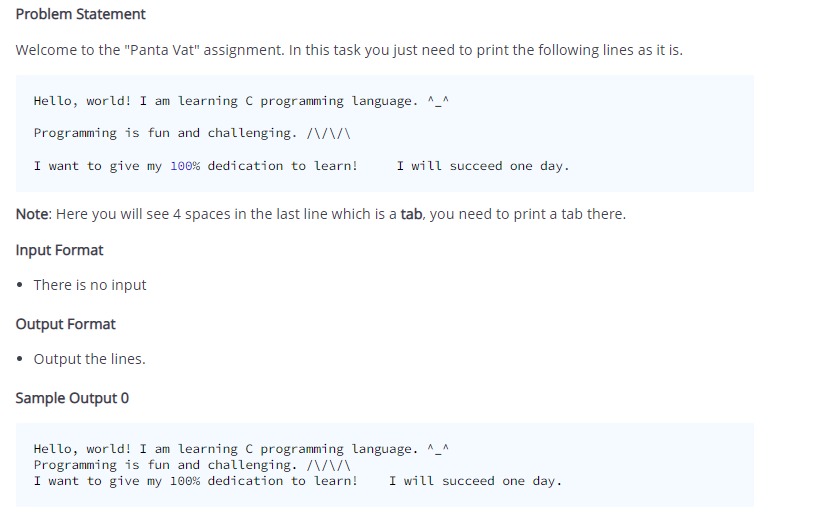 Problem Statement
Welcome to the "Panta Vat" assignment. In this task you just need to print the following lines as it is.
Hello, world! I am learning C programming language. ^_^
Programming is fun and challenging. /\/\/\
I want to give my 100% dedication to learn!     I will succeed one day.
Note: Here you will see 4 spaces in the last line which is a tab, you need to print a tab there.
Input Format
• There is no input
Output Format
• Output the lines.
Sample Output 0
Hello, world! I am learning C programming language. ^_^
Programming is fun and challenging. /\/\/\
I want to give my 100% dedication to learn!    I will succeed one day.